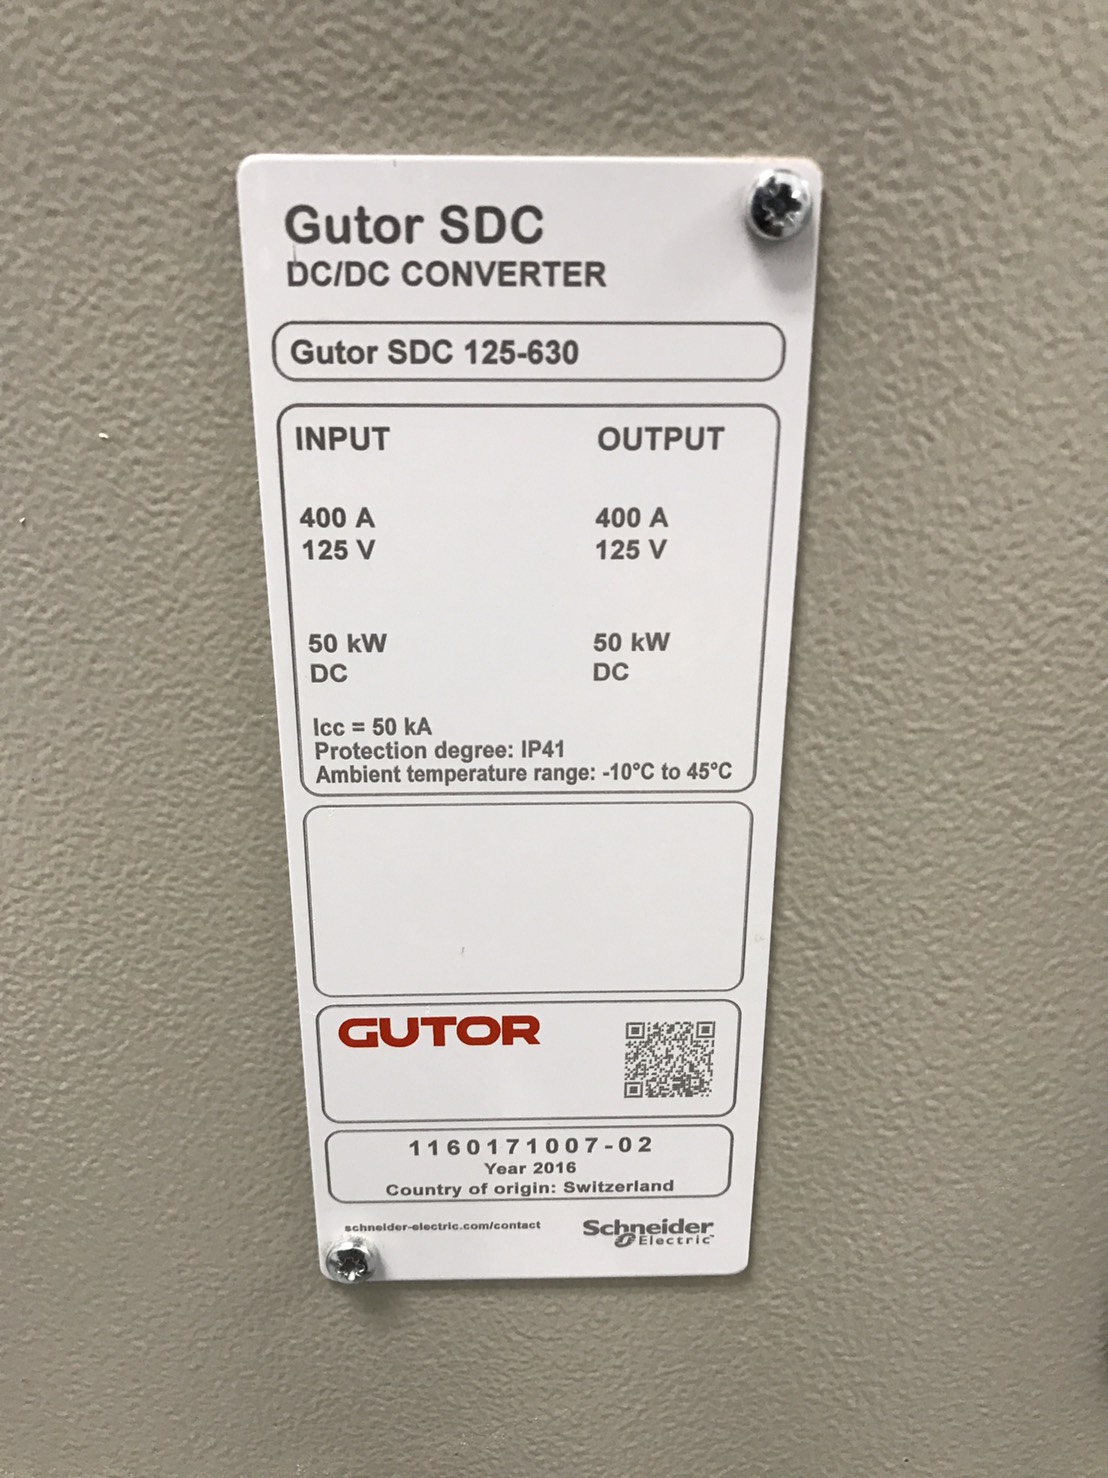 Gutor SDC
DC/DC CONVERTER
Gutor SDC 125-630
INPUT OUTPUT
400 A 400 A
125 V 125 V
50 kW 50 kW
DC DC
Icc = 50 kA
Protection degree: IP41
Ambient temperature range: -10°C to 45°C
GUTOR
1160171007-02
Year 2016
Country of origin: Switzerland
schneider-electric.com/contact
Schneider
Electric™